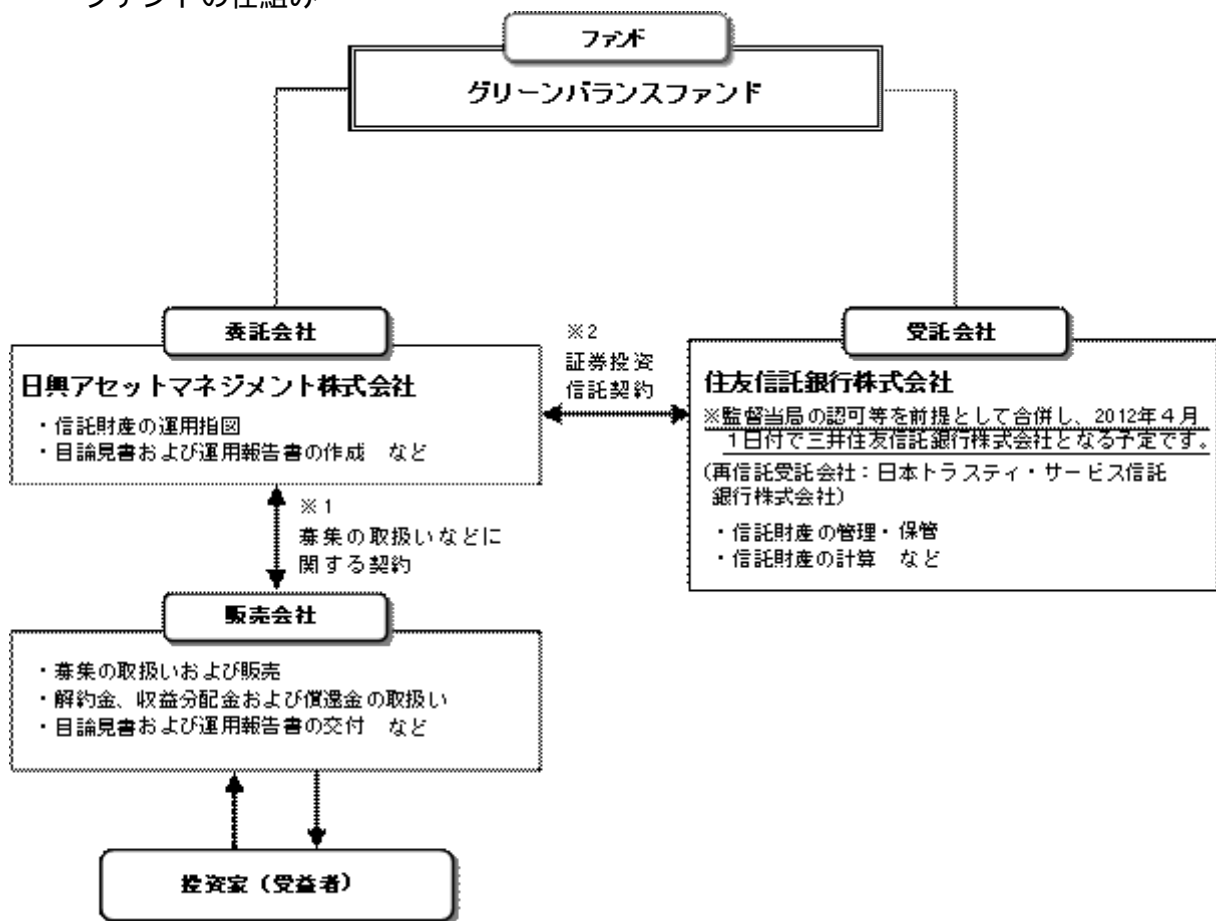 ファンドの仕組み
ファンド
グリーンバランスファンド
委託会社
日興アセットマネジメント株式会社
・信託財産の運用指図
・目論見書および運用報告書の作成 など
※2
証券投資
信託契約
受託会社
住友信託銀行株式会社
※監督当局の認可等を前提として合併し、2012年４月
１日付で三井住友信託銀行株式会社となる予定です。
(再信託受託会社：日本トラスティ・サービス信託
銀行株式会社)
・信託財産の管理・保管
・信託財産の計算 など
※1
募集の取扱いなどに
関する契約
販売会社
・募集の取扱いおよび販売
・解約金、収益分配金および償還金の取扱い
・目論見書および運用報告書の交付 など
投資家（受益者）